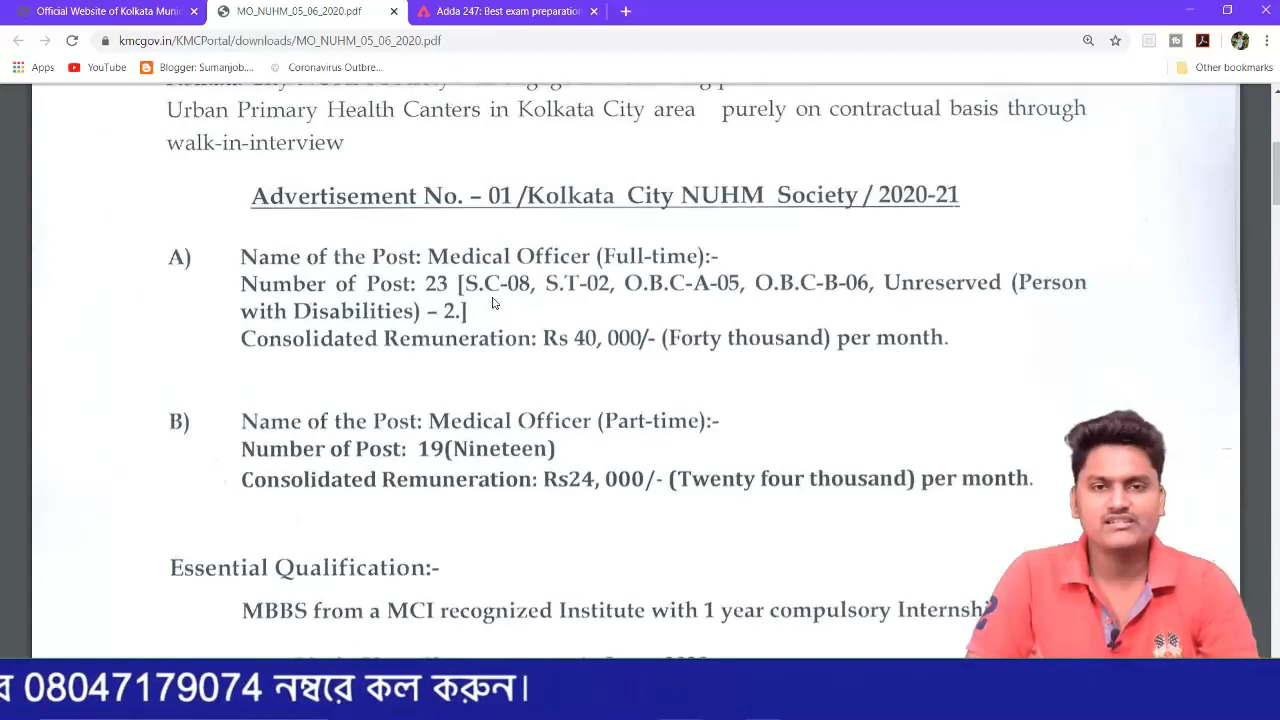 Official Website of Kolkata Munic
MO_NUHM_05_06_2020.pdf
Adda 247: Best exam preparation
kmcgov.in/KMCPortal/downloads/MO_NUHM_05_06_2020.pdf
Apps YouTube Blogger: Sumanjob.... Coronavirus Outbre... Other bookmarks
Urban Primary Health Canters in Kolkata City area purely on contractual basis through
walk-in-interview
Advertisement No. – 01 /Kolkata City NUHM Society / 2020-21
A) Name of the Post: Medical Officer (Full-time):-
Number of Post: 23 [S.C-08, S.T-02, O.B.C-A-05, O.B.C-B-06, Unreserved (Person
with Disabilities) – 2.]
Consolidated Remuneration: Rs 40, 000/- (Forty thousand) per month.
B) Name of the Post: Medical Officer (Part-time):-
Number of Post: 19(Nineteen)
Consolidated Remuneration: Rs24, 000/- (Twenty four thousand) per month.
Essential Qualification:-
MBBS from a MCI recognized Institute with 1 year compulsory Internsh
র 08047179074 নম্বরে কল করুন।